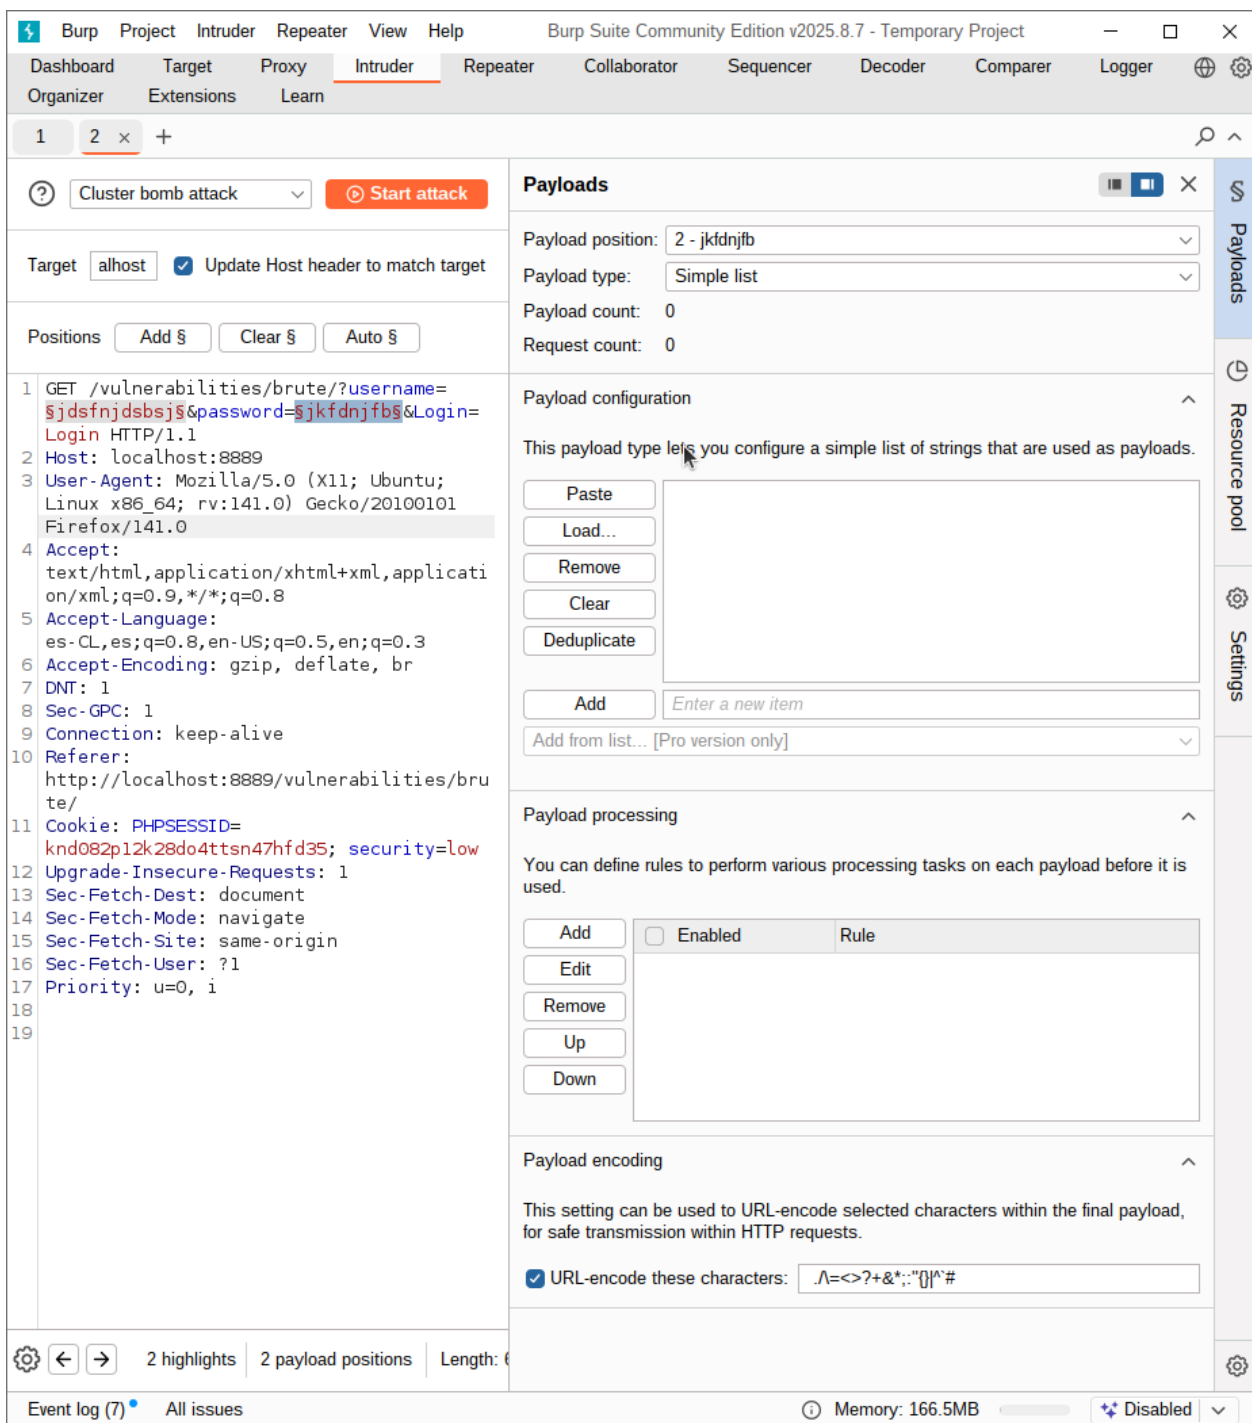 Burp Project Intruder Repeater View Help Burp Suite Community Edition v2025.8.7 - Temporary Project
Dashboard Target Proxy Intruder Repeater Collaborator Sequencer Decoder Comparer Logger
Organizer Extensions Learn
1 2 × +
? Cluster bomb attack Start attack
Target alhost Update Host header to match target
Positions Add § Clear § Auto §
1 GET /vulnerabilities/brute/?username=
§jdsfnjdsbsj§&password=§jkfdnjfb§&Login=
Login HTTP/1.1
2 Host: localhost:8889
3 User-Agent: Mozilla/5.0 (X11; Ubuntu;
Linux x86_64; rv:141.0) Gecko/20100101
Firefox/141.0
4 Accept:
text/html,application/xhtml+xml,applicati
on/xml;q=0.9,*/*;q=0.8
5 Accept-Language:
es-CL,es;q=0.8,en-US;q=0.5,en;q=0.3
6 Accept-Encoding: gzip, deflate, br
7 DNT: 1
8 Sec-GPC: 1
9 Connection: keep-alive
10 Referer:
http://localhost:8889/vulnerabilities/bru
te/
11 Cookie: PHPSESSID=
knd082p12k28do4ttsn47hfd35; security=low
12 Upgrade-Insecure-Requests: 1
13 Sec-Fetch-Dest: document
14 Sec-Fetch-Mode: navigate
15 Sec-Fetch-Site: same-origin
16 Sec-Fetch-User: ?1
17 Priority: u=0, i
18
19
2 highlights 2 payload positions Length: 6
Payloads
Payload position: 2 - jkfdnjfb
Payload type: Simple list
Payload count: 0
Request count: 0
Payload configuration
This payload type lets you configure a simple list of strings that are used as payloads.
Paste
Load...
Remove
Clear
Deduplicate
Add Enter a new item
Add from list... [Pro version only]
Payload processing
You can define rules to perform various processing tasks on each payload before it is
used.
Add Enabled Rule
Edit
Remove
Up
Down
Payload encoding
This setting can be used to URL-encode selected characters within the final payload,
for safe transmission within HTTP requests.
URL-encode these characters: ./\=<>?+&*;:"{}|^`#
§ Payloads
Resource pool
Settings
Event log (7) All issues Memory: 166.5MB Disabled